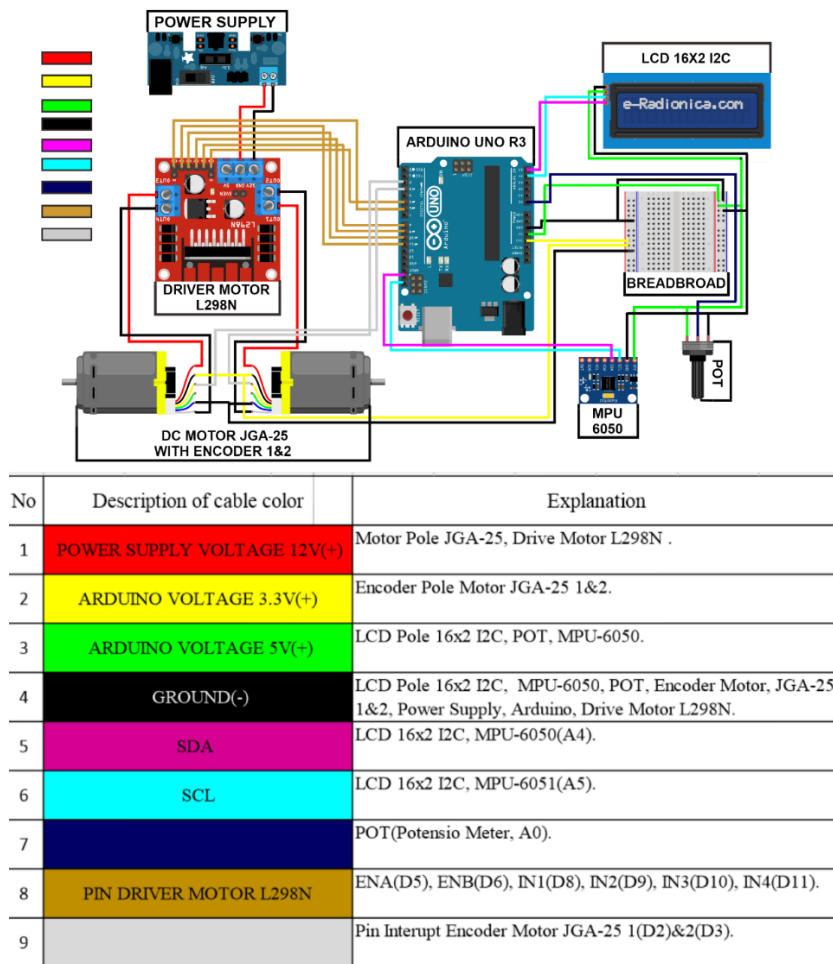 POWER SUPPLY
LCD 16X2 I2C
e-Radionica.com
ARDUINO UNO R3
UNO
L298N
DRIVER MOTOR
L298N
BREADBROAD
POT
MPU
6050
DC MOTOR JGA-25
WITH ENCODER 1&2
No Description of cable color Explanation
1 POWER SUPPLY VOLTAGE 12V(+) Motor Pole JGA-25, Drive Motor L298N .
2 ARDUINO VOLTAGE 3.3V(+) Encoder Pole Motor JGA-25 1&2.
3 ARDUINO VOLTAGE 5V(+) LCD Pole 16x2 I2C, POT, MPU-6050.
4 GROUND(-) LCD Pole 16x2 I2C, MPU-6050, POT, Encoder Motor, JGA-25
1&2, Power Supply, Arduino, Drive Motor L298N.
5 SDA LCD 16x2 I2C, MPU-6050(A4).
6 SCL LCD 16x2 I2C, MPU-6051(A5).
7 POT(Potensio Meter, A0).
8 PIN DRIVER MOTOR L298N ENA(D5), ENB(D6), IN1(D8), IN2(D9), IN3(D10), IN4(D11).
9 Pin Interupt Encoder Motor JGA-25 1(D2)&2(D3).